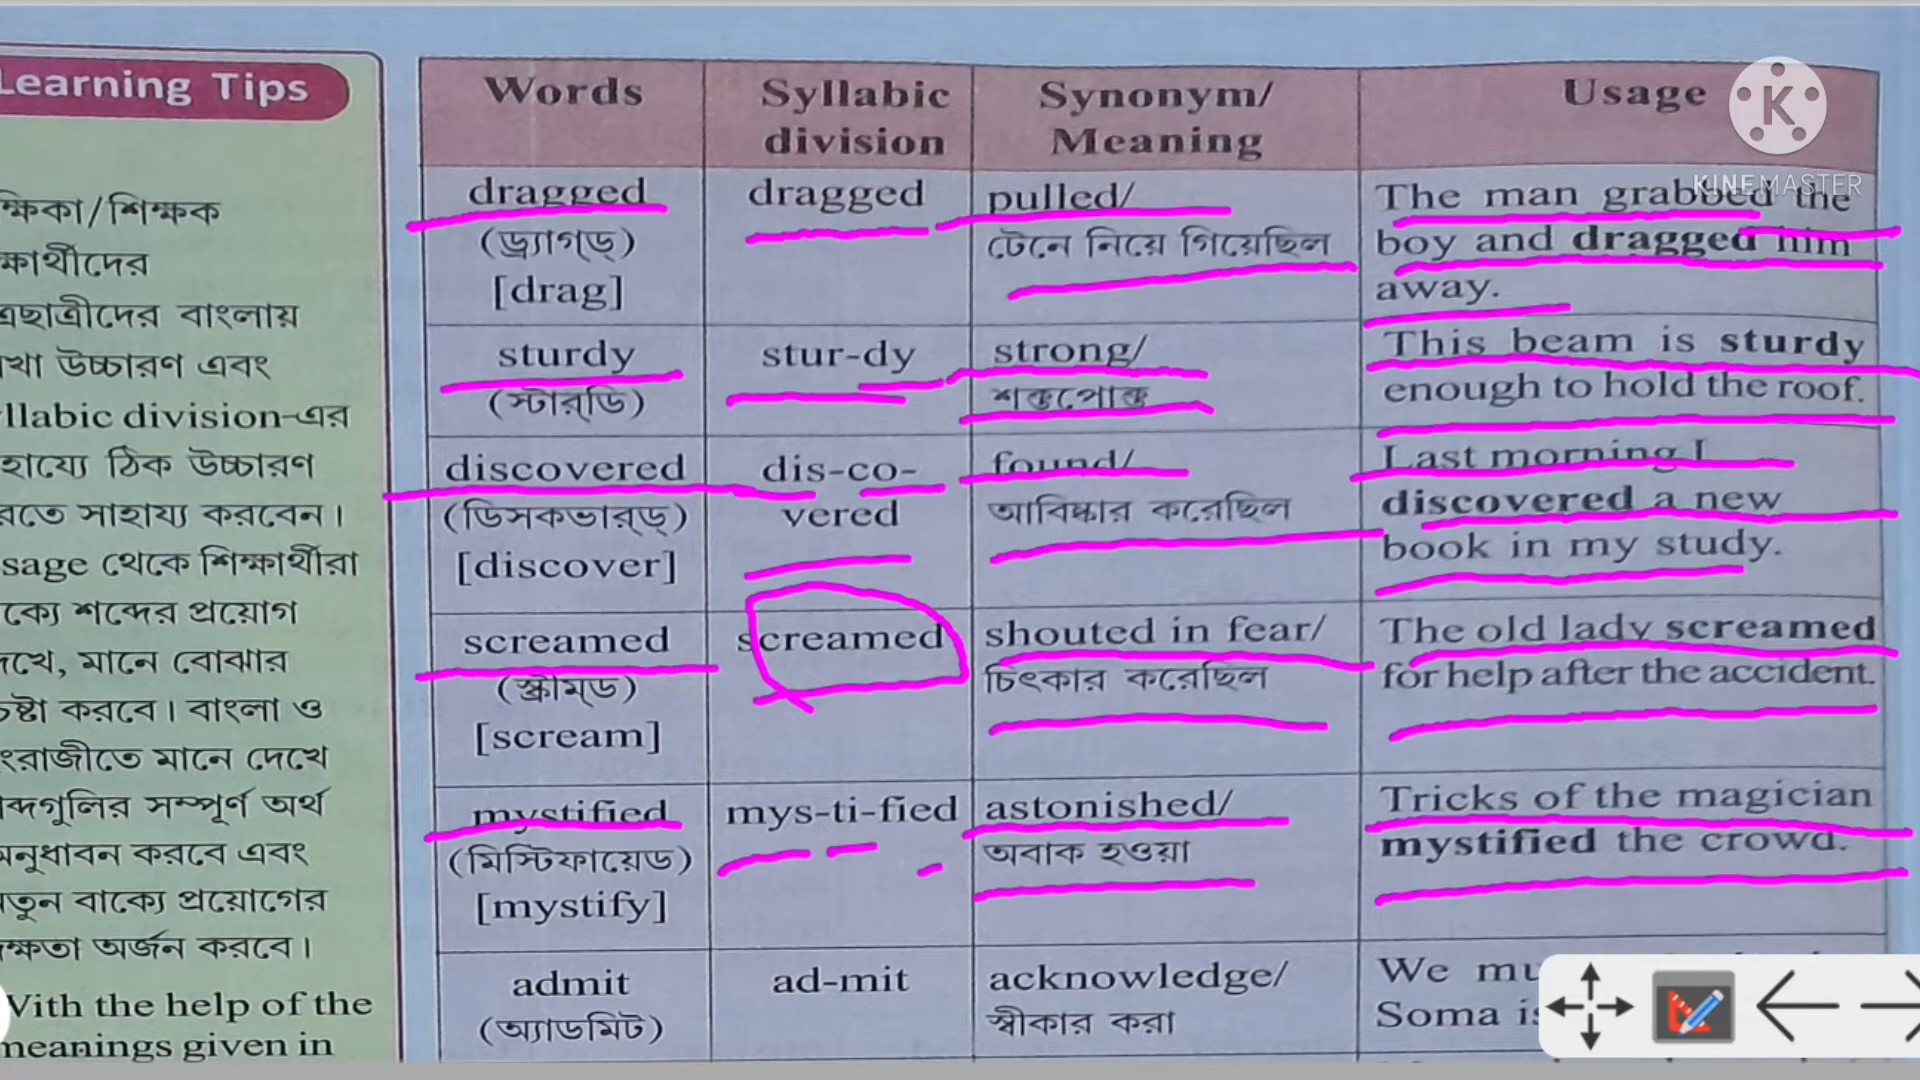 Learning Tips
ক্ষিকা/শিক্ষক
ক্ষার্থীদের
ত্রছাত্রীদের বাংলায়
খা উচ্চারণ এবং
llabic division-এর
হায্যে ঠিক উচ্চারণ
রতে সাহায্য করবেন।
sage থেকে শিক্ষার্থীরা
ক্যে শব্দের প্রয়োগ
দখে, মানে বোঝার
চষ্টা করবে। বাংলা ও
ংরাজীতে মানে দেখে
ব্দগুলির সম্পূর্ণ অর্থ
অনুধাবন করবে এবং
তুন বাক্যে প্রয়োগের
ক্ষতা অর্জন করবে।
With the help of the
meanings given in
Words
Syllabic
division
Synonym/
Meaning
Usage
KINEMASTER
dragged
(ড্র্যাগ্‌ড্)
[drag]
dragged
pulled/
টেনে নিয়ে গিয়েছিল
The man grabbed the
boy and dragged him
away.
sturdy
(স্টার্‌ডি)
stur-dy
strong/
শক্তপোক্ত
This beam is sturdy
enough to hold the roof.
discovered
(ডিসকভার্‌ড্)
[discover]
dis-co-
vered
found/
আবিষ্কার করেছিল
Last morning I
discovered a new
book in my study.
screamed
(স্ক্রীম্‌ড)
[scream]
screamed
shouted in fear/
চিৎকার করেছিল
The old lady screamed
for help after the accident.
mystified
(মিস্টিফায়েড)
[mystify]
mys-ti-fied
astonished/
অবাক হওয়া
Tricks of the magician
mystified the crowd.
admit
(অ্যাডমিট)
ad-mit
acknowledge/
স্বীকার করা
We mu
Soma is